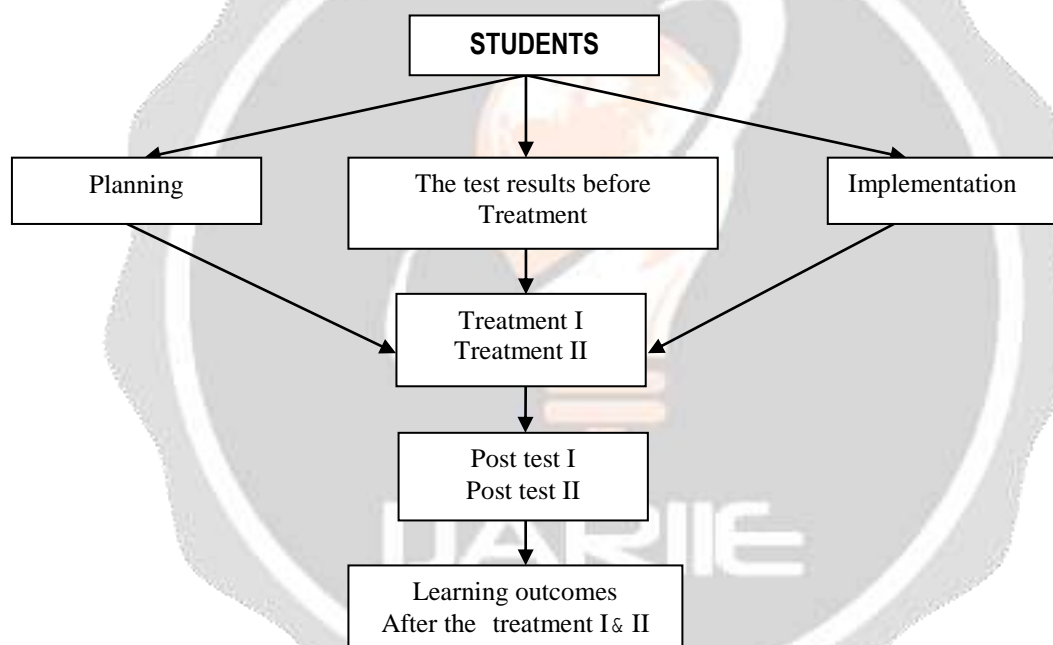 STUDENTS
Planning
The test results before
Treatment
Implementation
Treatment I
Treatment II
Post test I
Post test II
IJARIIE
Learning outcomes
After the treatment I & II